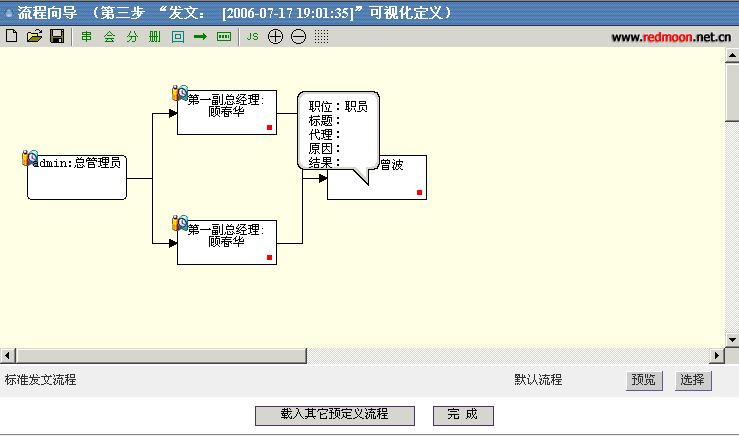 流程向导 （第三步 “发文： [2006-07-17 19:01:35]”可视化定义）
串 会 分 册 回 JS
www.redmoon.net.cn
第一副总经理:
顾春华
职位：职员
标题：
代理：
原因：
结果：
admin:总管理员
曾波
第一副总经理:
顾春华
标准发文流程 默认流程 预览 选择
载入其它预定义流程 完 成